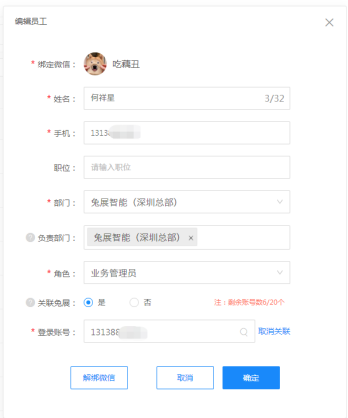 编辑员工
* 绑定微信： 吃藕丑
* 姓名： 何祥星 3/32
* 手机： 1313
职位： 请输入职位
* 部门： 兔展智能（深圳总部）
负责部门： 兔展智能（深圳总部） ×
* 角色： 业务管理员
关联兔展： 是 否 注：剩余账号数6/20个
* 登录账号： 131388 取消关联
解绑微信 取消 确定